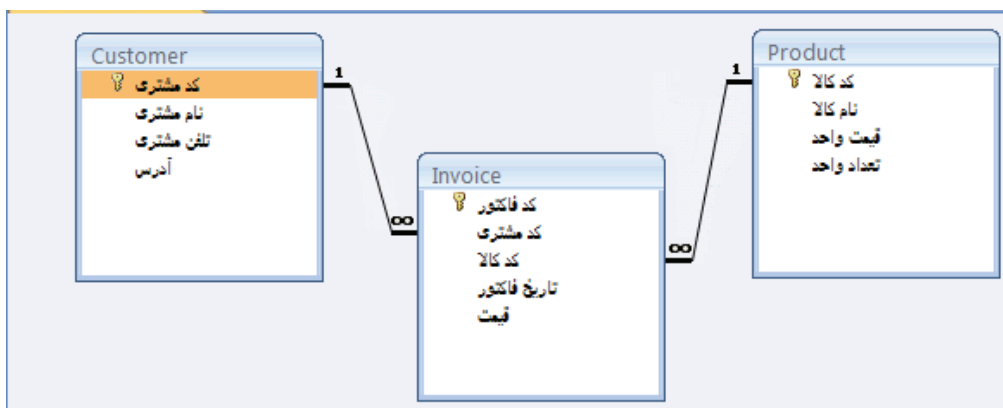 Customer
کد مشتری
نام مشتری
تلفن مشتری
آدرس
1
∞
Invoice
کد فاکتور
کد مشتری
کد کالا
تاریخ فاکتور
قیمت
∞
1
Product
کد کالا
نام کالا
قیمت واحد
تعداد واحد